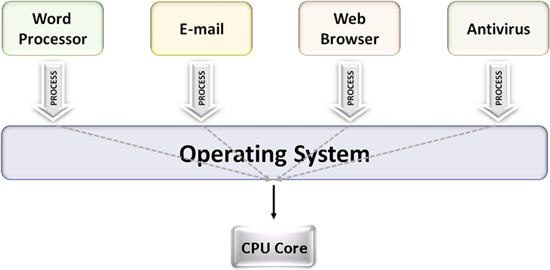 Word
Processor
E-mail
Web
Browser
Antivirus
PROCESS
PROCESS
PROCESS
PROCESS
Operating System
CPU Core